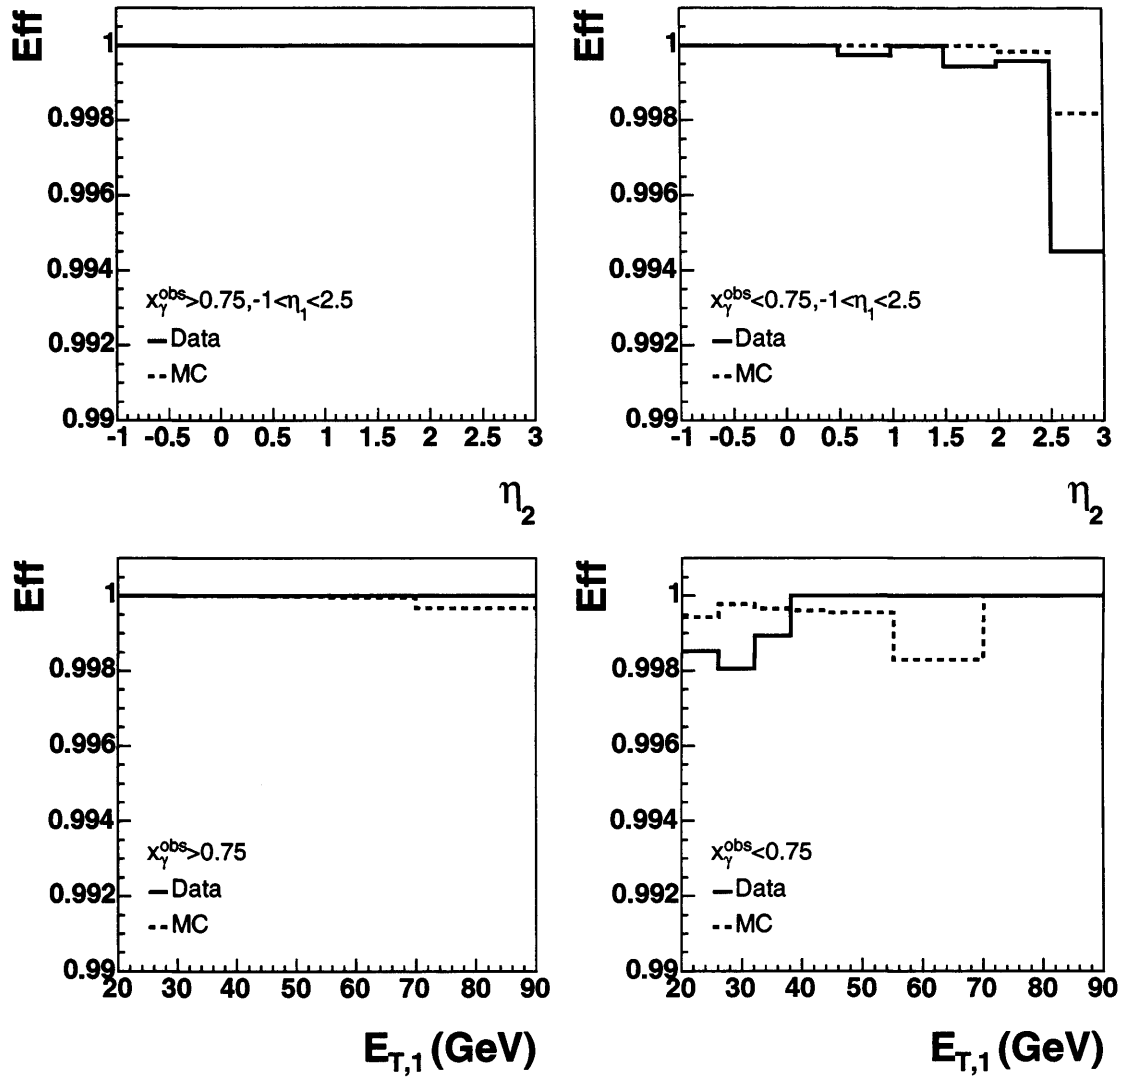 Eff
1
0.998
0.996
0.994
0.992
0.99
x_γ^obs>0.75,-1<η_1<2.5
Data
MC
-1 -0.5 0 0.5 1 1.5 2 2.5 3
η_2
Eff
1
0.998
0.996
0.994
0.992
0.99
x_γ^obs<0.75,-1<η_1<2.5
Data
MC
-1 -0.5 0 0.5 1 1.5 2 2.5 3
η_2
Eff
1
0.998
0.996
0.994
0.992
0.99
x_γ^obs>0.75
Data
MC
20 30 40 50 60 70 80 90
E_T,1 (GeV)
Eff
1
0.998
0.996
0.994
0.992
0.99
x_γ^obs<0.75
Data
MC
20 30 40 50 60 70 80 90
E_T,1 (GeV)